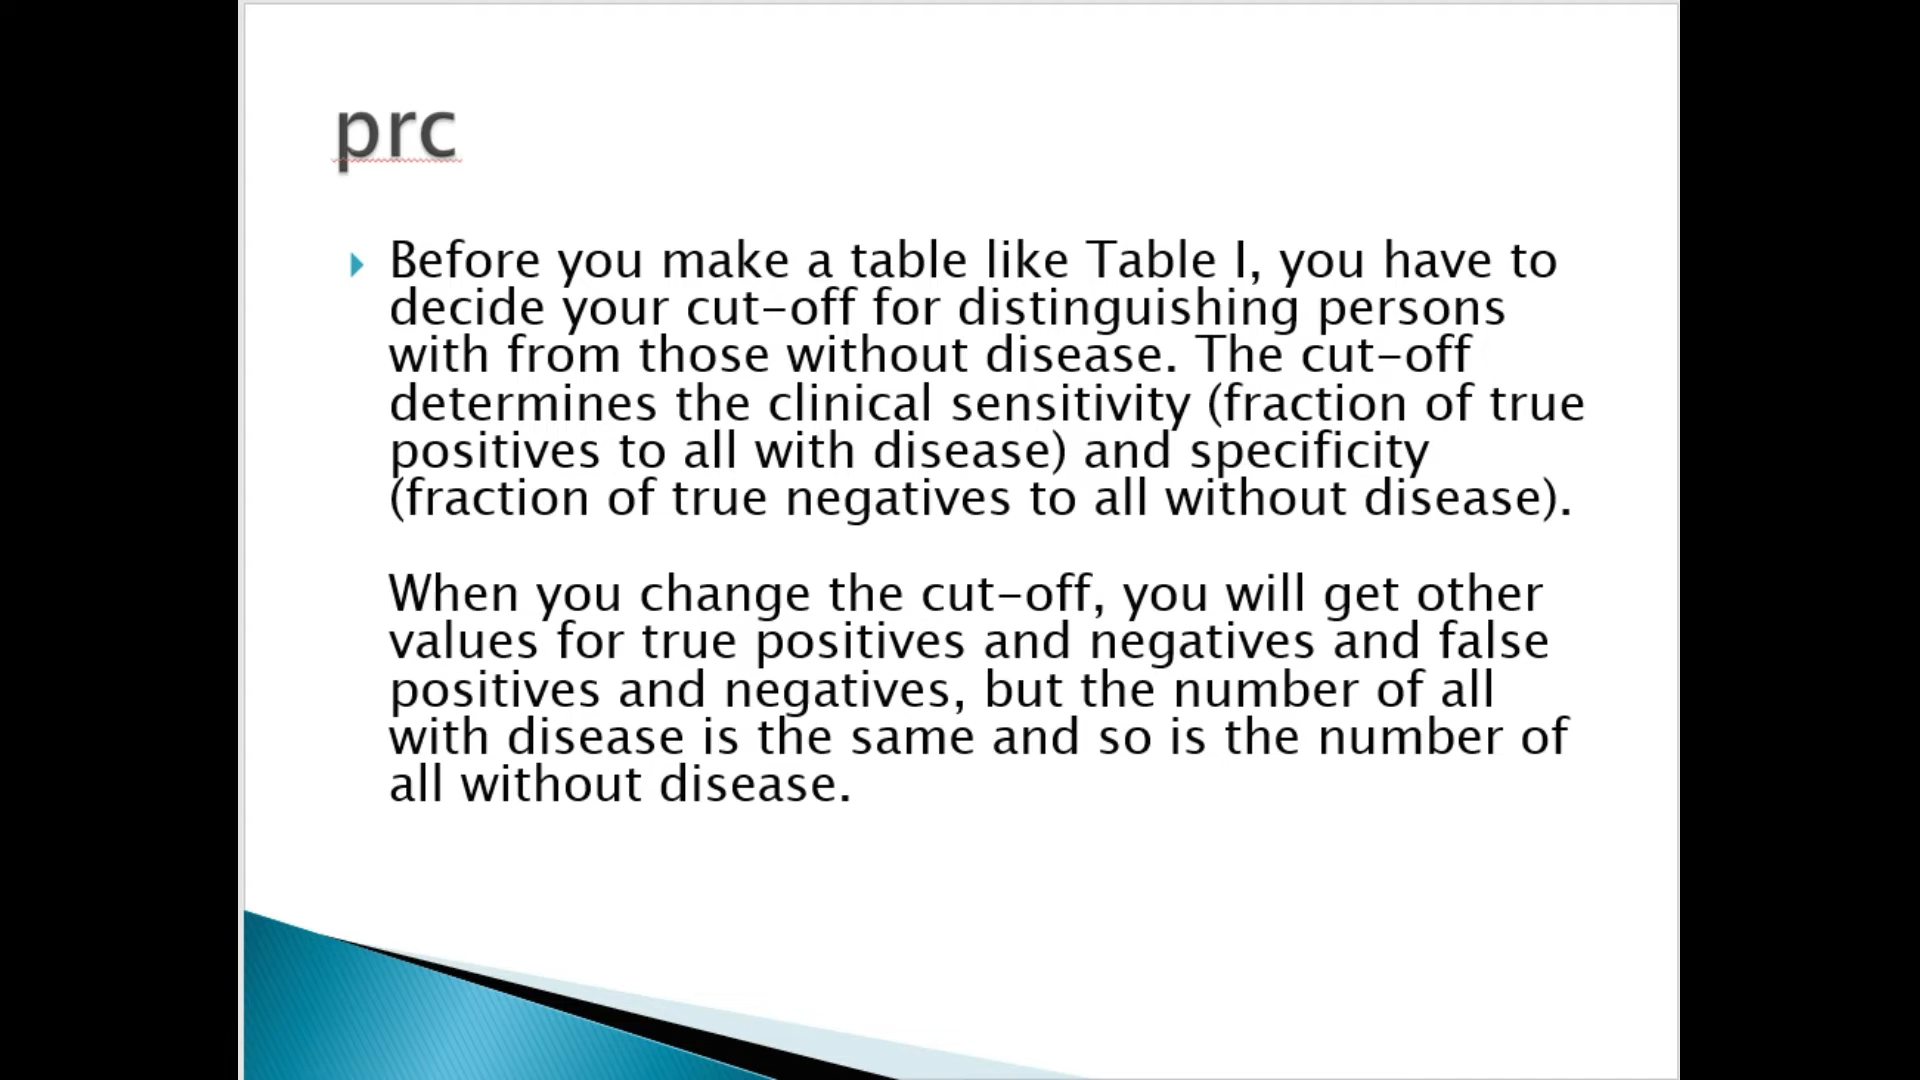 prc
Before you make a table like Table I, you have to
decide your cut-off for distinguishing persons
with from those without disease. The cut-off
determines the clinical sensitivity (fraction of true
positives to all with disease) and specificity
(fraction of true negatives to all without disease).
When you change the cut-off, you will get other
values for true positives and negatives and false
positives and negatives, but the number of all
with disease is the same and so is the number of
all without disease.